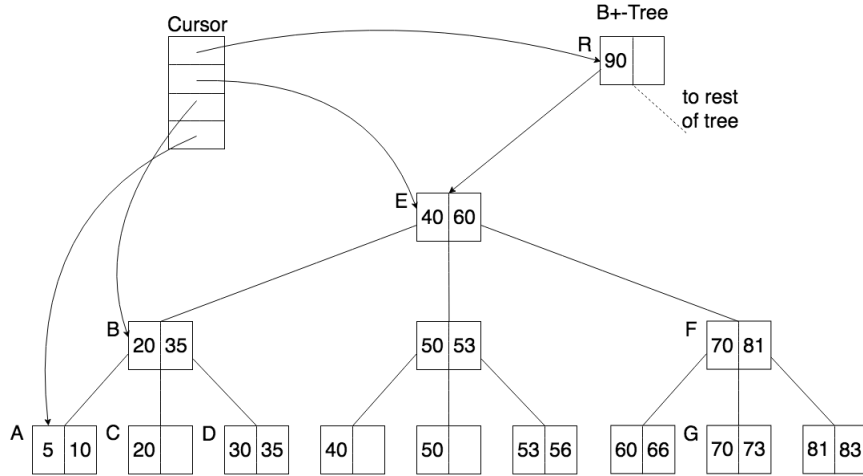 Cursor
B+-Tree
R
90
to rest
of tree
E
40 60
B
20 35
50 53
F
70 81
A
5 10
C
20
D
30 35
40
50
53 56
60 66
G
70 73
81 83